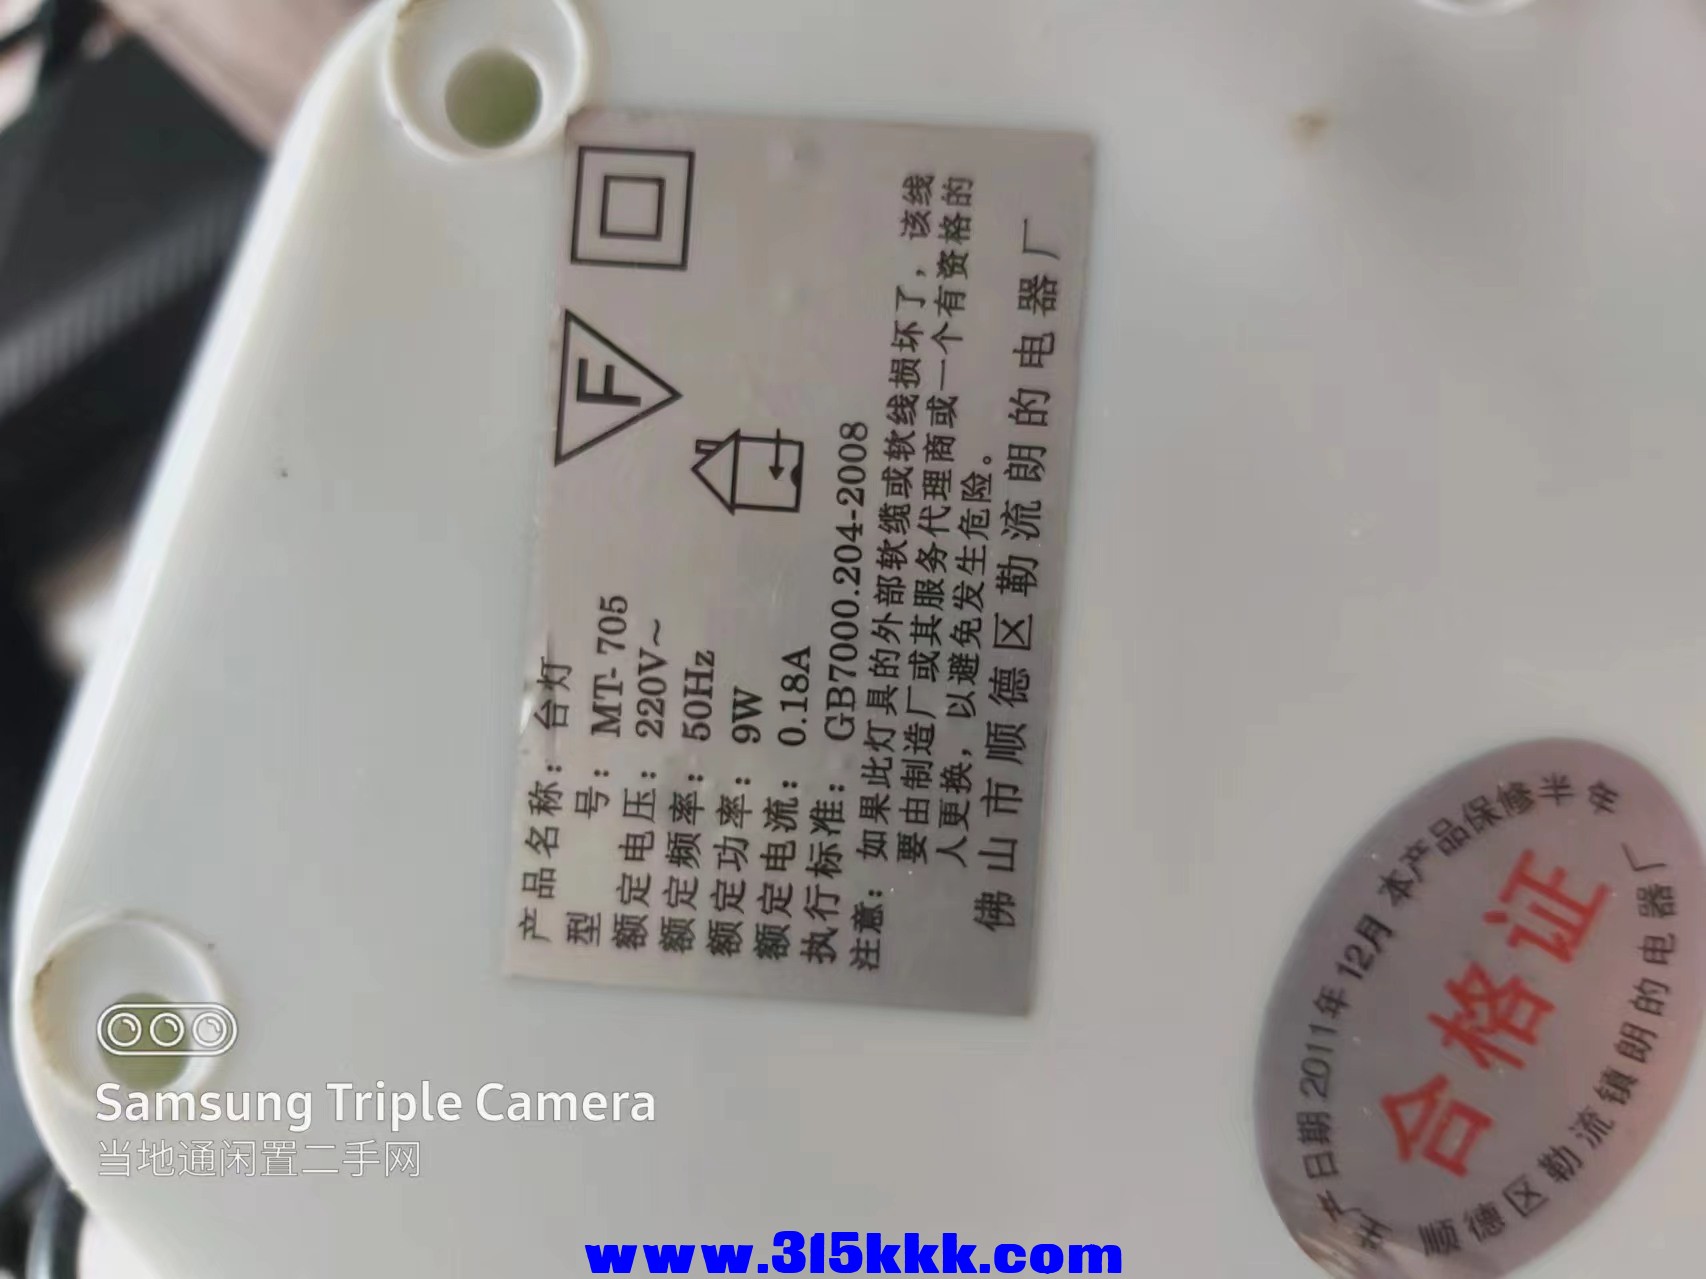 产品名称：台灯
型 号：MT-705
额定电压：220V~
额定频率：50Hz
额定功率：9W
额定电流：0.18A
执行标准：GB7000.204-2008
注意：如果此灯具的外部软缆或软线损坏了，该线
要由制造厂或其服务代理商或一个有资格的
人更换，以避免发生危险。
佛山市顺德区勒流朗的电器厂
F
日期 2011年12月 本产品保修
合格证
德区勒流镇朗的电器厂
Samsung Triple Camera
当地通闲置二手网
www.315kkk.com